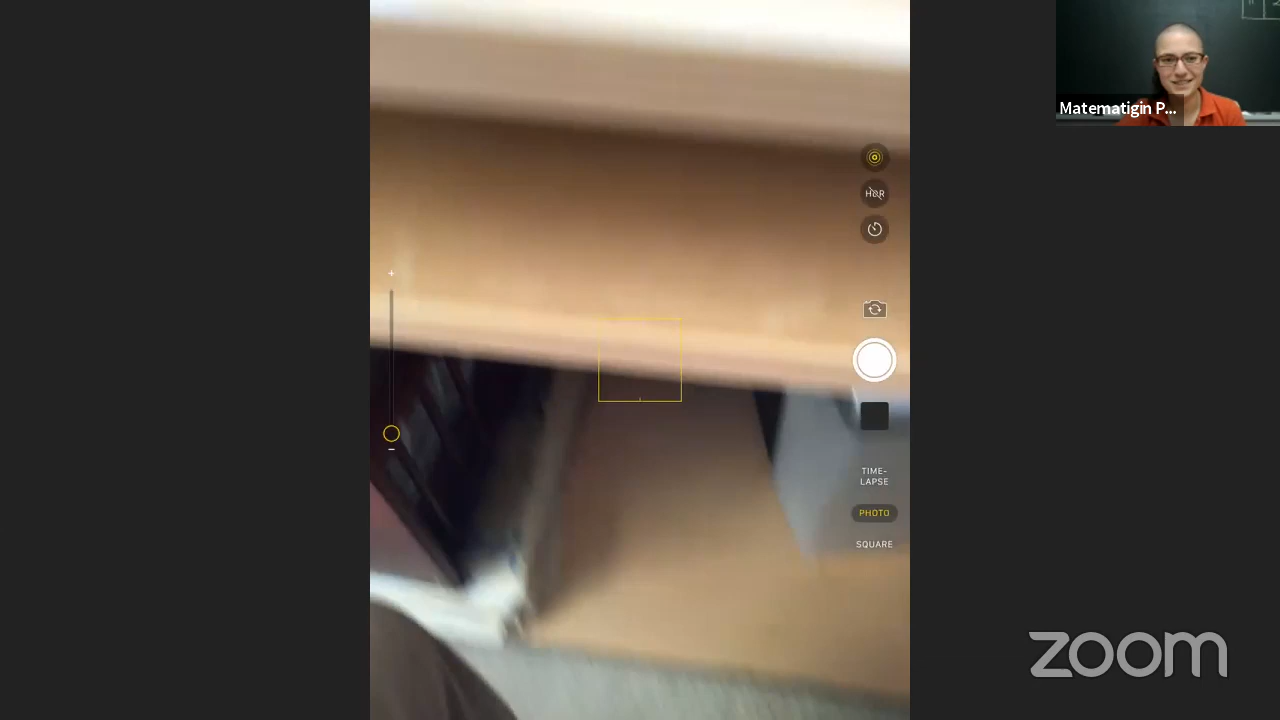 Matematigin P...
HDR
TIME-
LAPSE
PHOTO
SQUARE
zoom